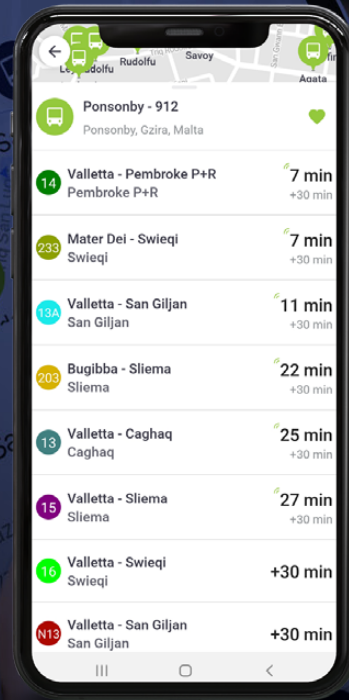 Rudolfu
Savoy
Agata
Ponsonby - 912
Ponsonby, Gzira, Malta
14 Valletta - Pembroke P+R 7 min
Pembroke P+R +30 min
233 Mater Dei - Swieqi 7 min
Swieqi +30 min
13A Valletta - San Giljan 11 min
San Giljan +30 min
203 Bugibba - Sliema 22 min
Sliema +30 min
13 Valletta - Caghaq 25 min
Caghaq +30 min
15 Valletta - Sliema 27 min
Sliema +30 min
16 Valletta - Swieqi +30 min
Swieqi
N13 Valletta - San Giljan +30 min
San Giljan